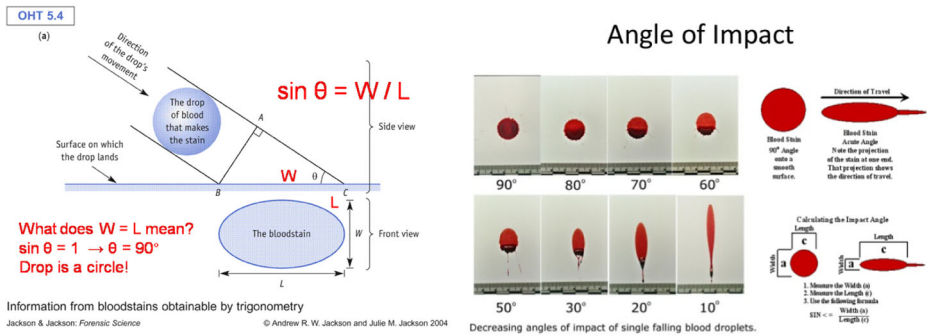 OHT 5.4
(a)
Direction
of the drop's
movement
The drop
of blood
that makes
the stain
sin θ = W / L
A
Side view
Surface on which
the drop lands
W
θ
B
C
L
What does W = L mean?
sin θ = 1 → θ = 90°
Drop is a circle!
The bloodstain
W
Front view
L
Information from bloodstains obtainable by trigonometry
Jackson & Jackson: Forensic Science
© Andrew R. W. Jackson and Julie M. Jackson 2004
Angle of Impact
90°
80°
70°
60°
50°
30°
20°
10°
Decreasing angles of impact of single falling blood droplets.
Direction of Travel
Blood Stain
90° Angle
onto a
smooth
surface.
Blood Stain
Acute Angle
Note the projection
of the stain at one end.
That projection shows
the direction of travel.
Calculating the Impact Angle
Length
c
Width
a
Length
c
Width
a
1. Measure the Width (a)
2. Measure the Length (c)
3. Use the following formula
SIN < = Width (a)
Length (c)